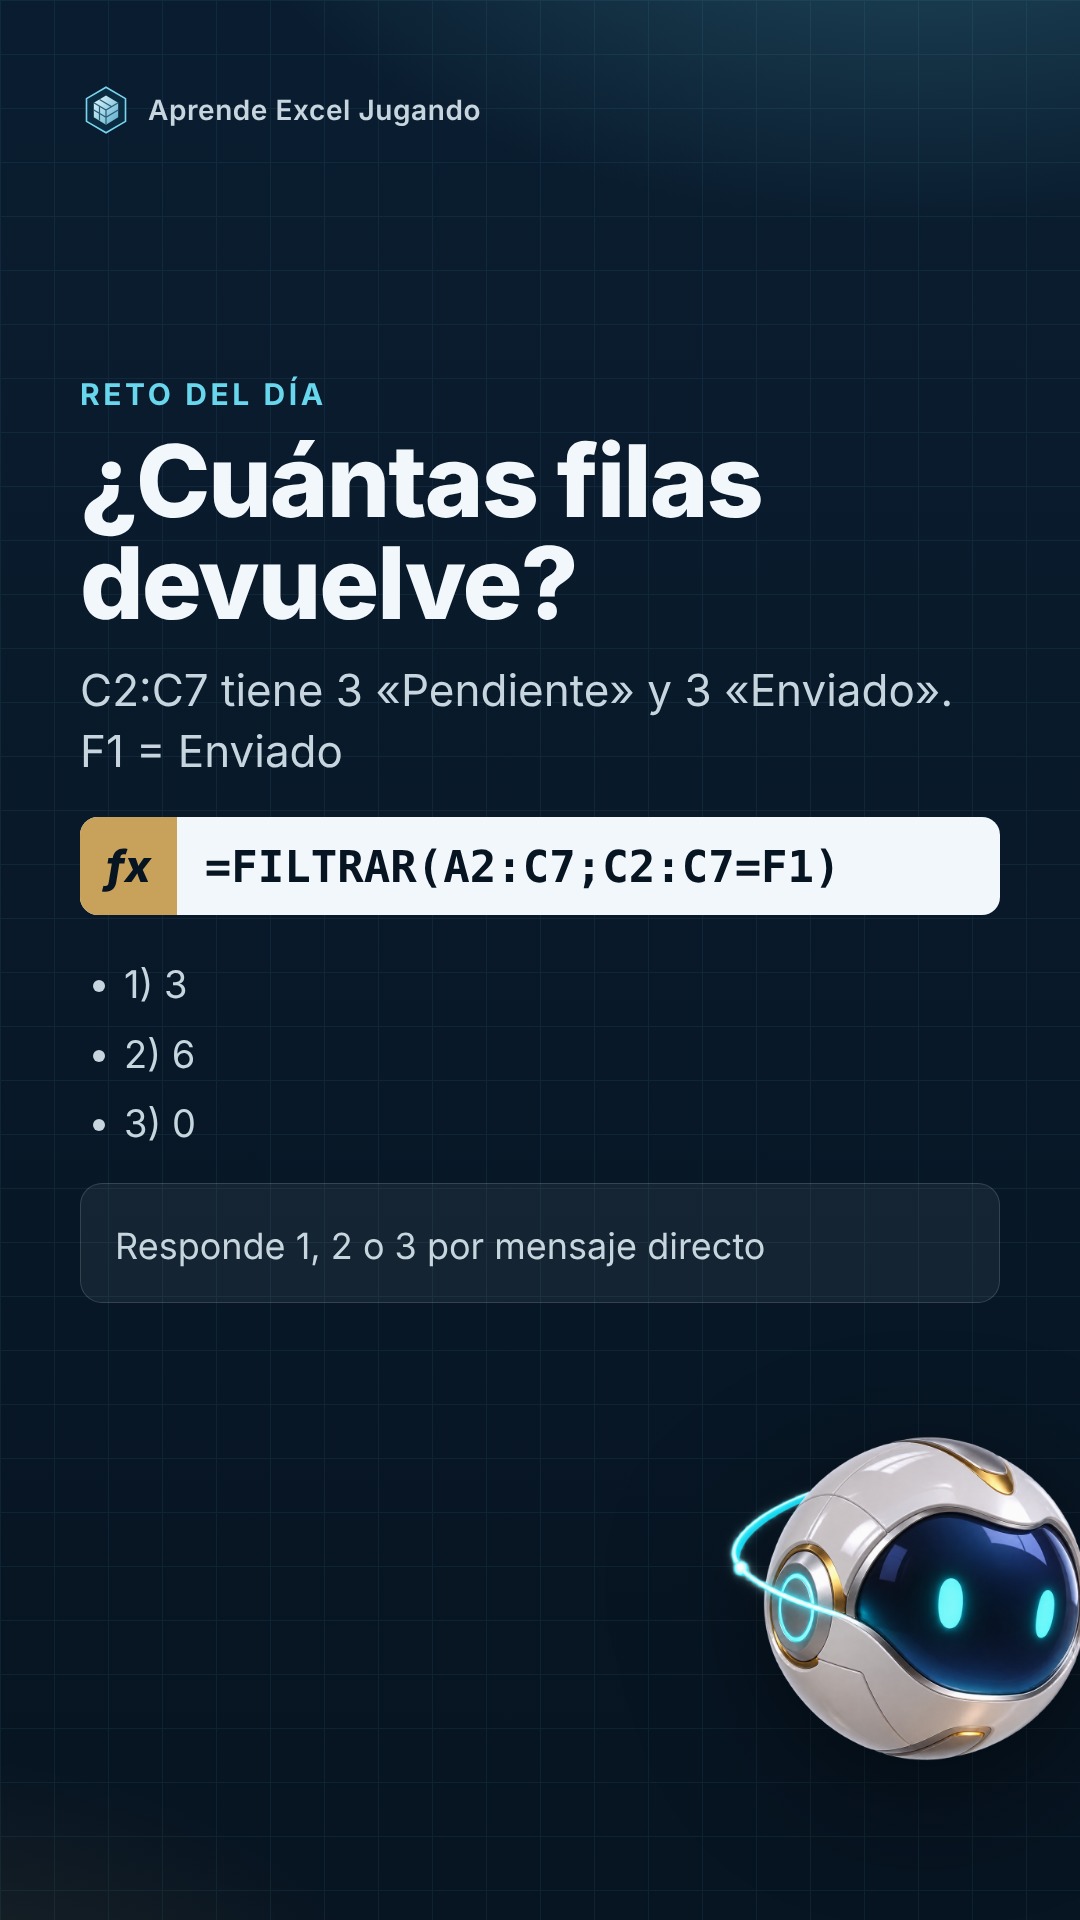 Aprende Excel Jugando
RETO DEL DÍA
¿Cuántas filas
devuelve?
C2:C7 tiene 3 «Pendiente» y 3 «Enviado».
F1 = Enviado
fx =FILTRAR(A2:C7;C2:C7=F1)
• 1) 3
• 2) 6
• 3) 0
Responde 1, 2 o 3 por mensaje directo